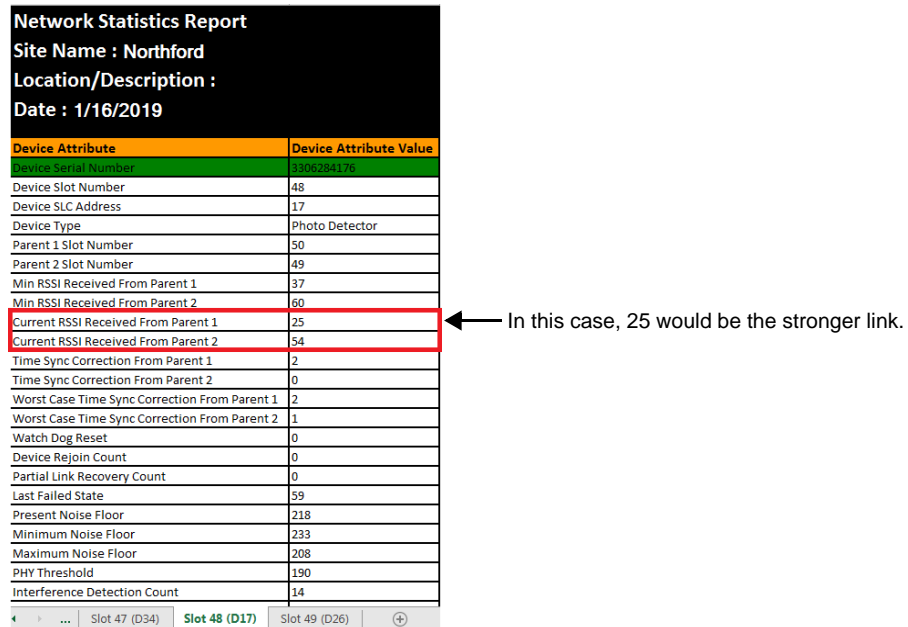 Network Statistics Report
Site Name : Northford
Location/Description :
Date : 1/16/2019
Device Attribute Device Attribute Value
Device Serial Number 3306284176
Device Slot Number 48
Device SLC Address 17
Device Type Photo Detector
Parent 1 Slot Number 50
Parent 2 Slot Number 49
Min RSSI Received From Parent 1 37
Min RSSI Received From Parent 2 60
Current RSSI Received From Parent 1 25
Current RSSI Received From Parent 2 54
In this case, 25 would be the stronger link.
Time Sync Correction From Parent 1 2
Time Sync Correction From Parent 2 0
Worst Case Time Sync Correction From Parent 1 2
Worst Case Time Sync Correction From Parent 2 1
Watch Dog Reset 0
Device Rejoin Count 0
Partial Link Recovery Count 0
Last Failed State 59
Present Noise Floor 218
Minimum Noise Floor 233
Maximum Noise Floor 208
PHY Threshold 190
Interference Detection Count 14
... Slot 47 (D34) Slot 48 (D17) Slot 49 (D26)